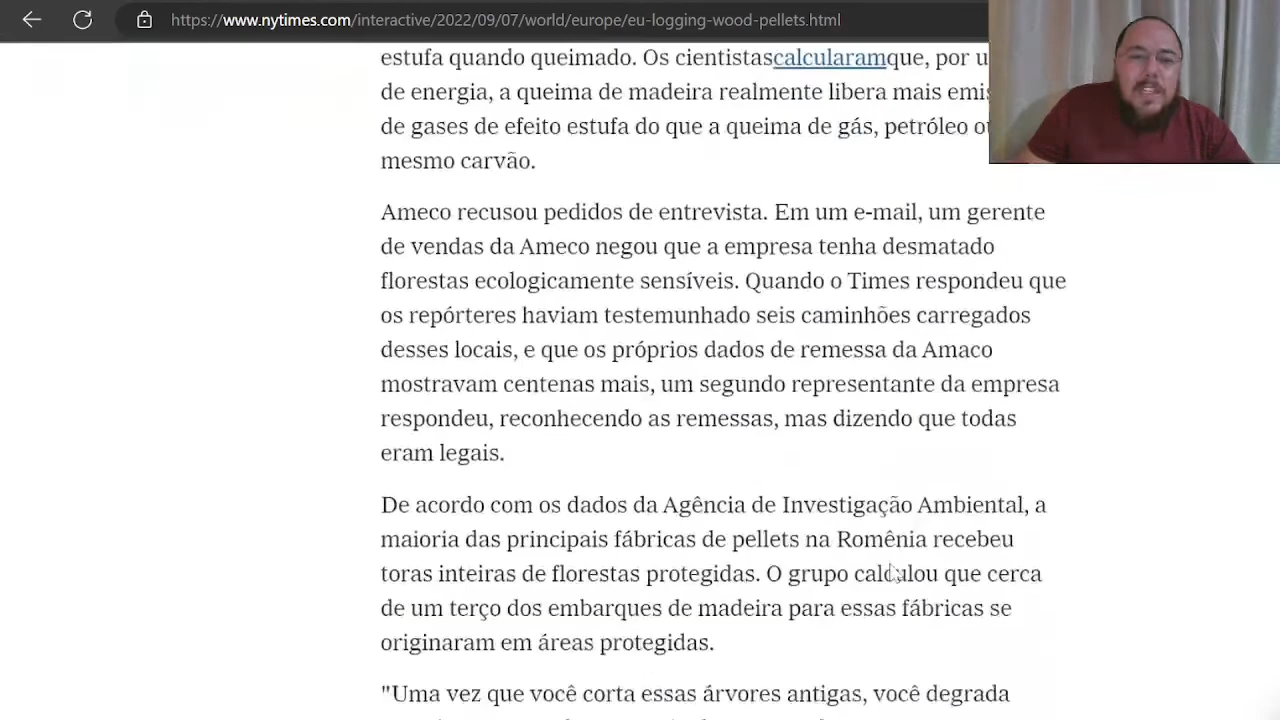 https://www.nytimes.com/interactive/2022/09/07/world/europe/eu-logging-wood-pellets.html
estufa quando queimado. Os cientistascalcularamque, por u
de energia, a queima de madeira realmente libera mais emis
de gases de efeito estufa do que a queima de gás, petróleo ou
mesmo carvão.
Ameco recusou pedidos de entrevista. Em um e-mail, um gerente
de vendas da Ameco negou que a empresa tenha desmatado
florestas ecologicamente sensíveis. Quando o Times respondeu que
os repórteres haviam testemunhado seis caminhões carregados
desses locais, e que os próprios dados de remessa da Amaco
mostravam centenas mais, um segundo representante da empresa
respondeu, reconhecendo as remessas, mas dizendo que todas
eram legais.
De acordo com os dados da Agência de Investigação Ambiental, a
maioria das principais fábricas de pellets na Romênia recebeu
toras inteiras de florestas protegidas. O grupo calculou que cerca
de um terço dos embarques de madeira para essas fábricas se
originaram em áreas protegidas.
"Uma vez que você corta essas árvores antigas, você degrada